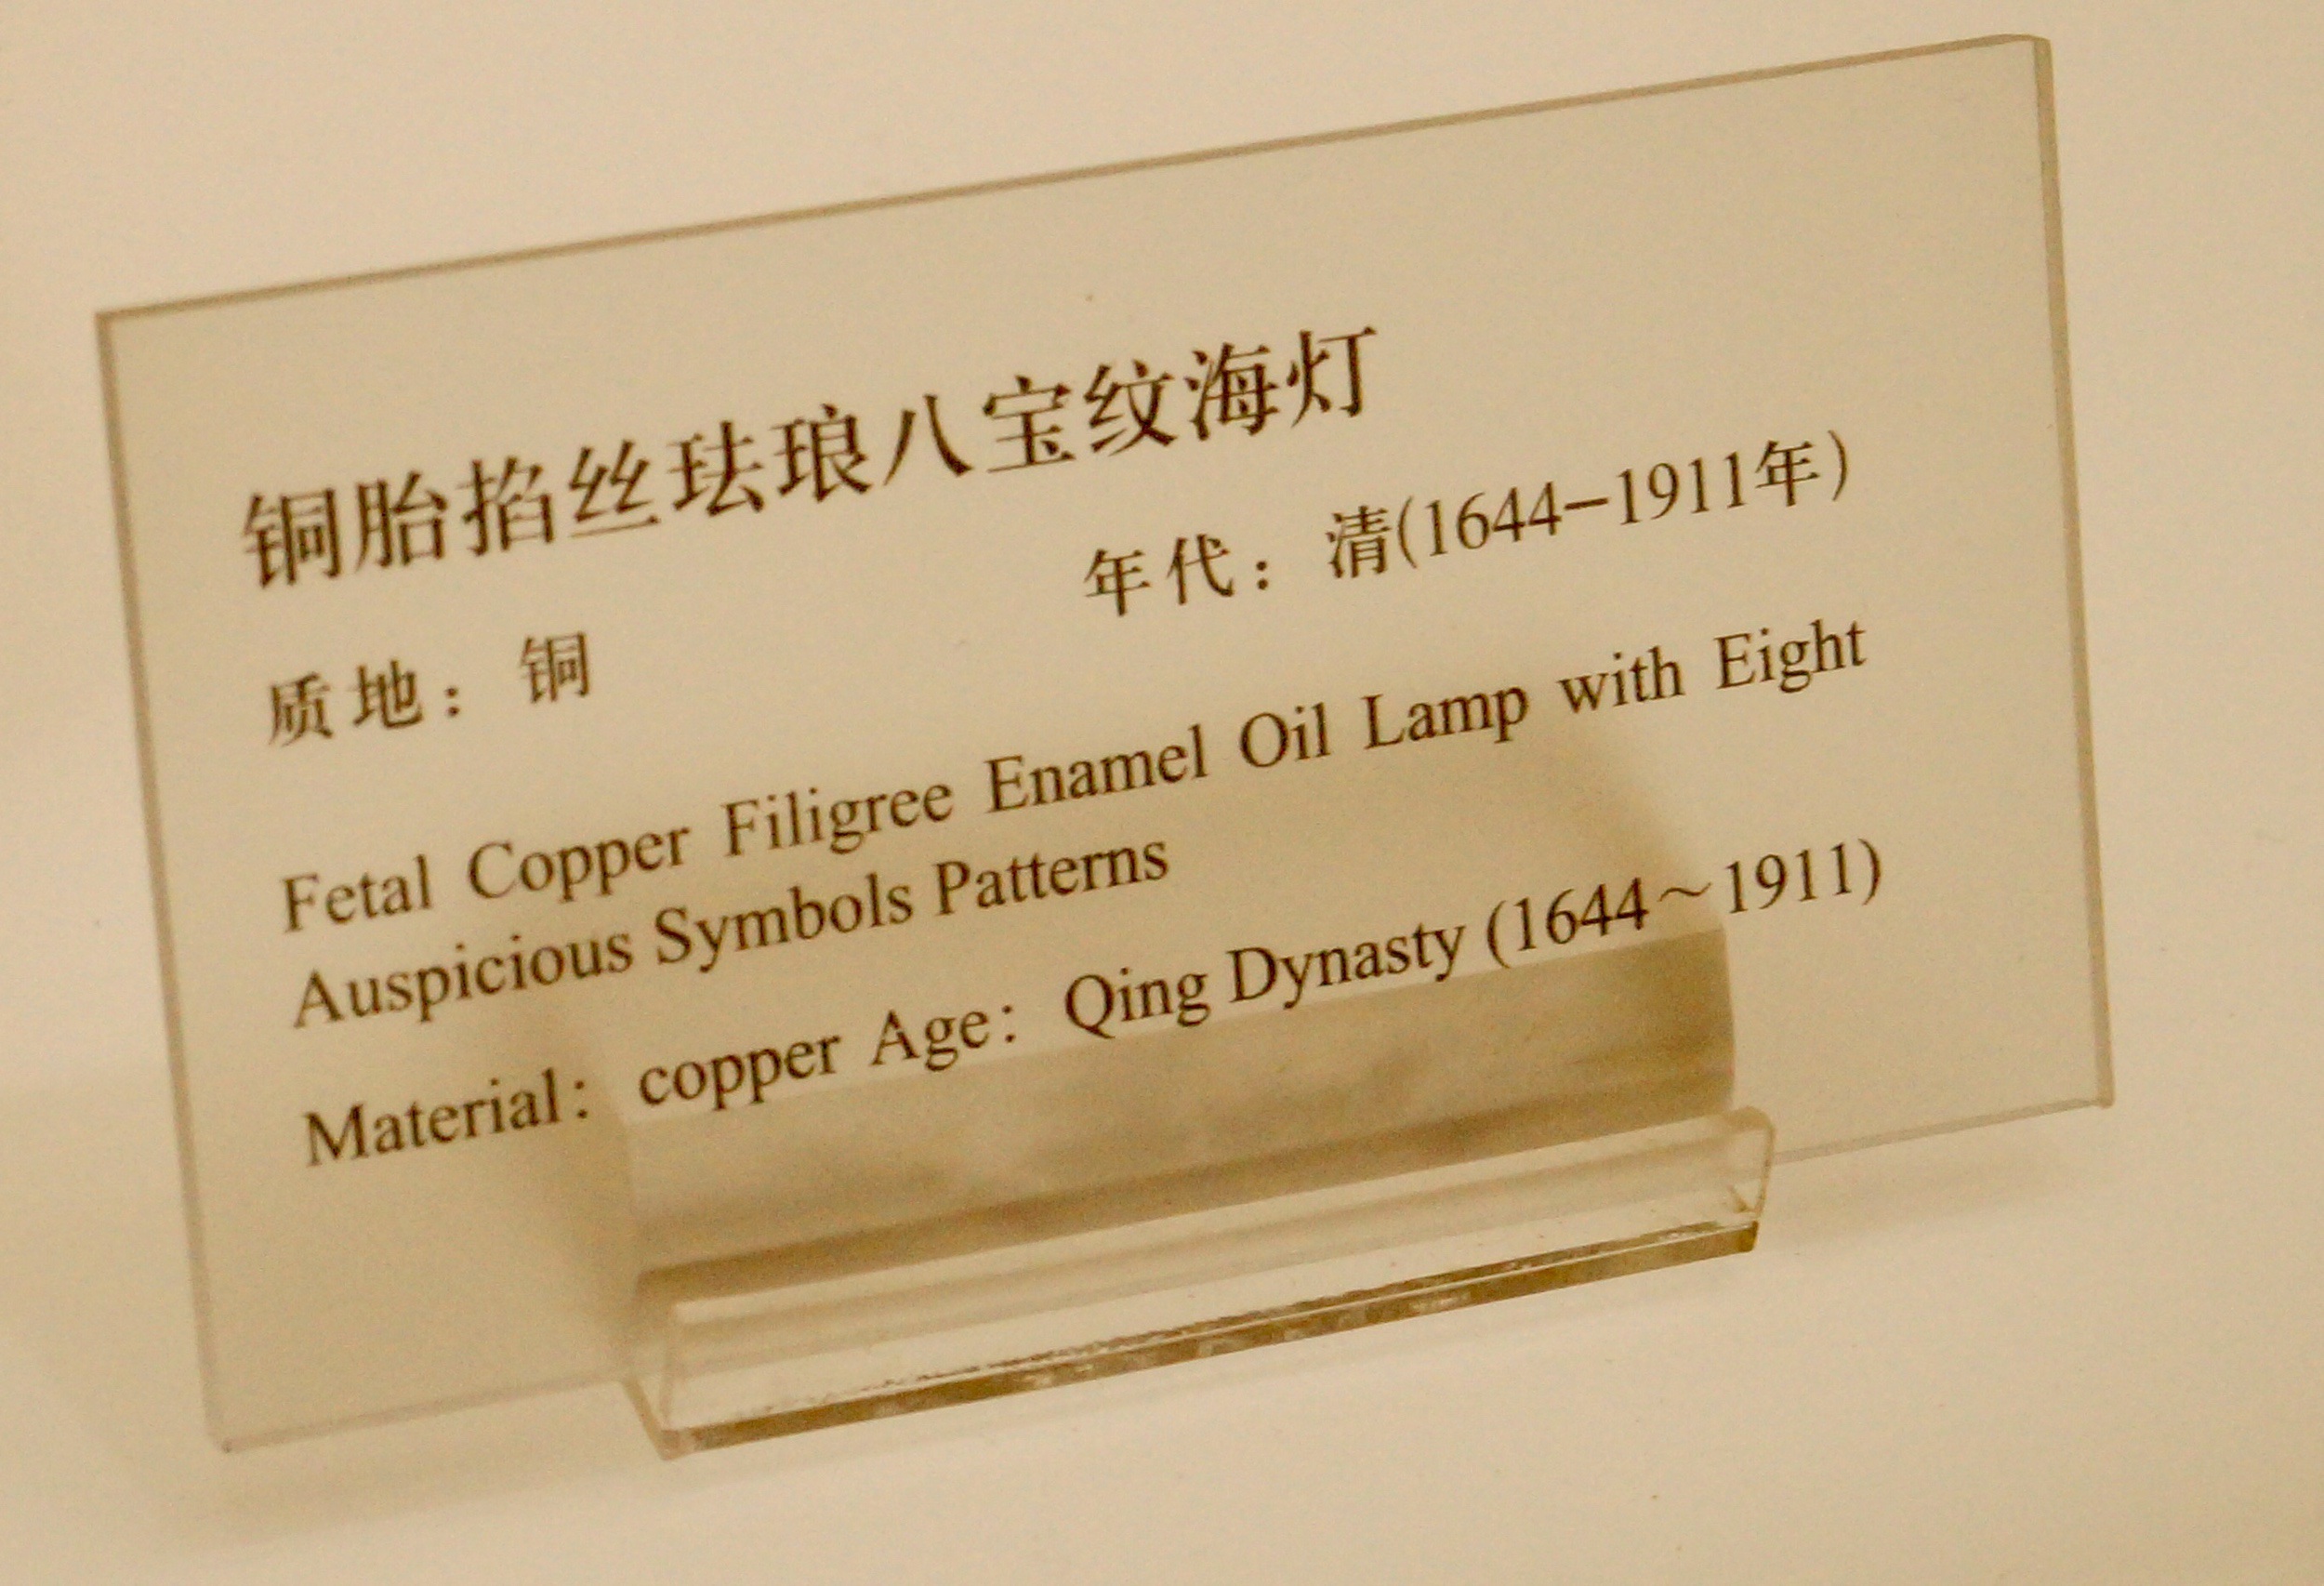 铜胎掐丝珐琅八宝纹海灯
质地：铜 年代：清(1644-1911年)
Fetal Copper Filigree Enamel Oil Lamp with Eight
Auspicious Symbols Patterns
Material: copper Age: Qing Dynasty (1644～1911)